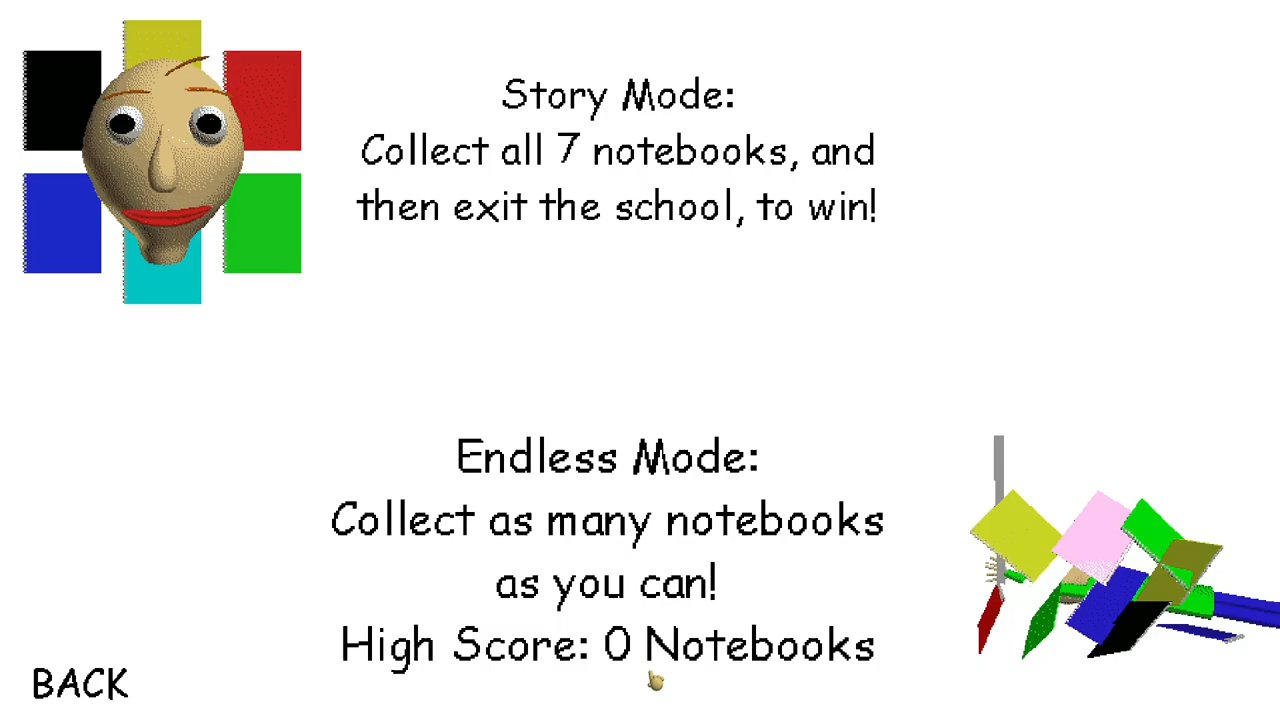 Story Mode:
Collect all 7 notebooks, and
then exit the school, to win!
Endless Mode:
Collect as many notebooks
as you can!
High Score: 0 Notebooks
BACK